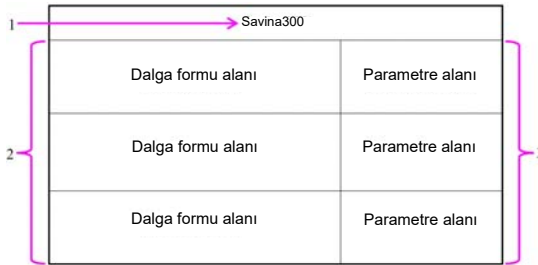 1 Savina300
Dalga formu alanı Parametre alanı
2 Dalga formu alanı Parametre alanı
Dalga formu alanı Parametre alanı